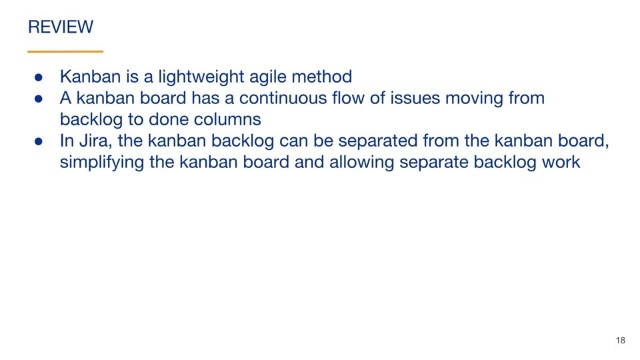 REVIEW
● Kanban is a lightweight agile method
● A kanban board has a continuous flow of issues moving from
backlog to done columns
● In Jira, the kanban backlog can be separated from the kanban board,
simplifying the kanban board and allowing separate backlog work
18